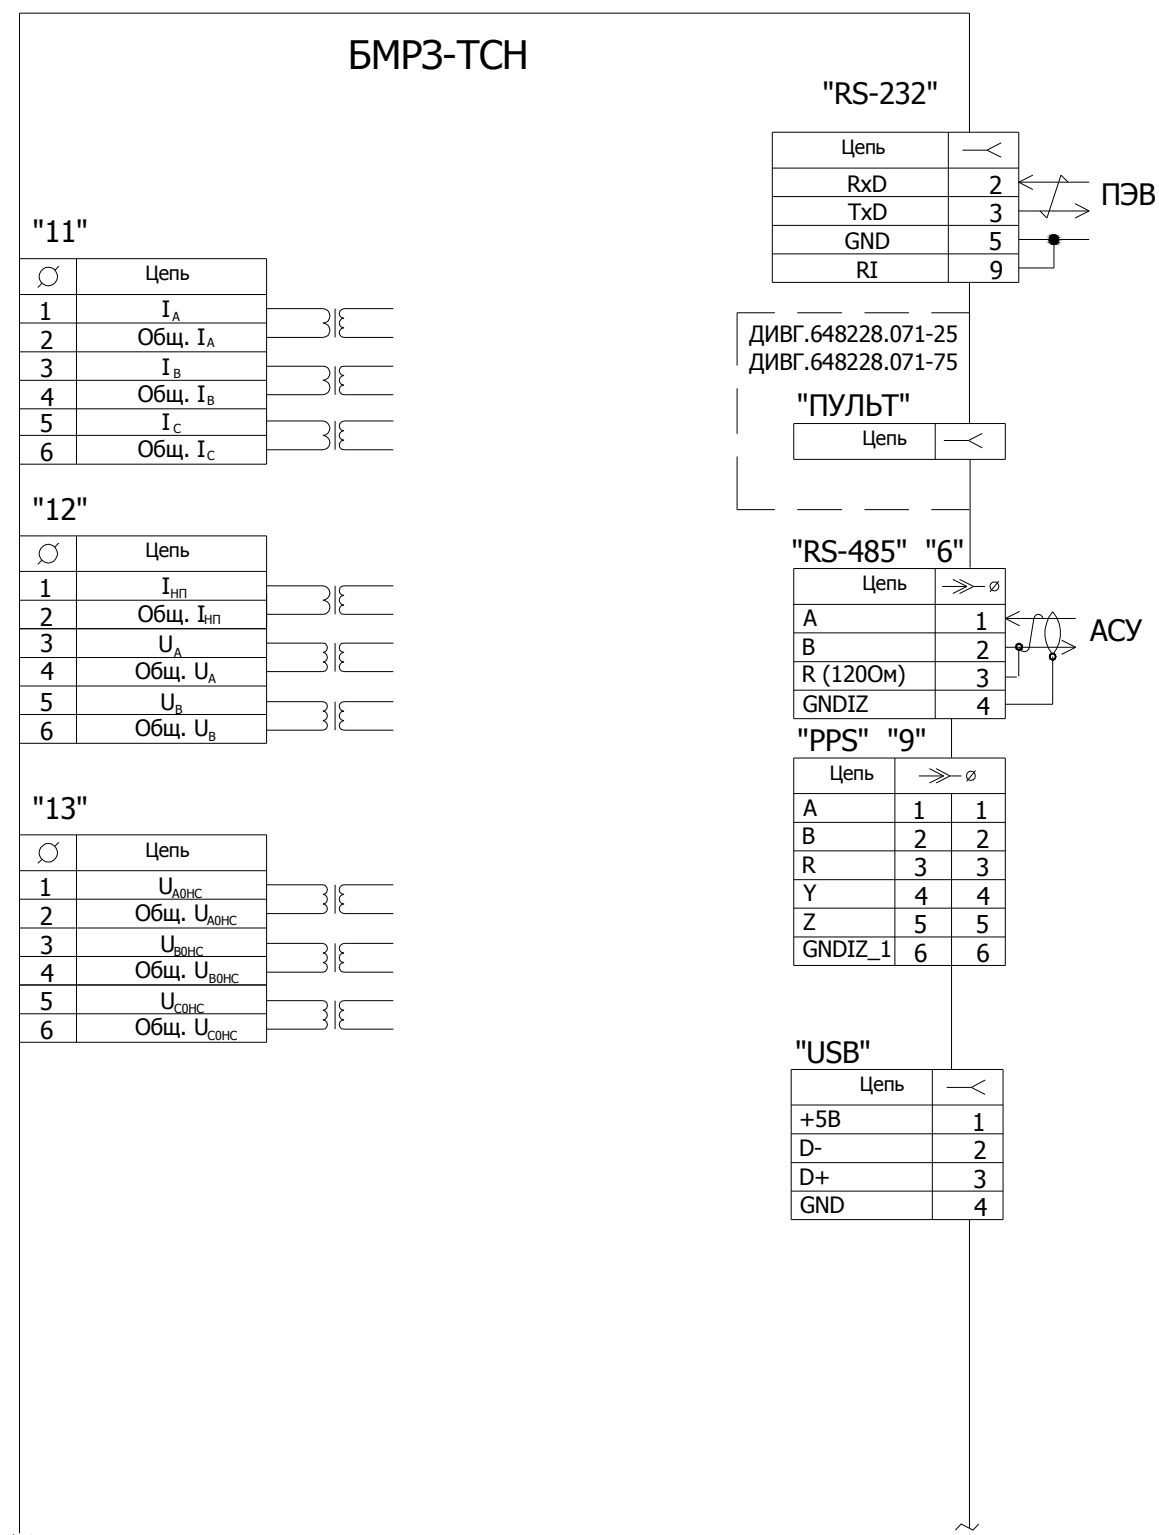 БМРЗ-ТСН
"11"
Цепь
1 IA
2 Общ. IA
3 IB
4 Общ. IB
5 IC
6 Общ. IC
"12"
Цепь
1 IНП
2 Общ. IНП
3 UA
4 Общ. UA
5 UB
6 Общ. UB
"13"
Цепь
1 UA0НС
2 Общ. UA0НС
3 UB0НС
4 Общ. UB0НС
5 UC0НС
6 Общ. UC0НС
"RS-232"
Цепь
RxD 2
TxD 3
GND 5
RI 9
ПЭВ
ДИВГ.648228.071-25
ДИВГ.648228.071-75
"ПУЛЬТ"
Цепь
"RS-485" "6"
Цепь
A 1
B 2
R (120Ом) 3
GNDIZ 4
АСУ
"PPS" "9"
Цепь
A 1 1
B 2 2
R 3 3
Y 4 4
Z 5 5
GNDIZ_1 6 6
"USB"
Цепь
+5В 1
D- 2
D+ 3
GND 4